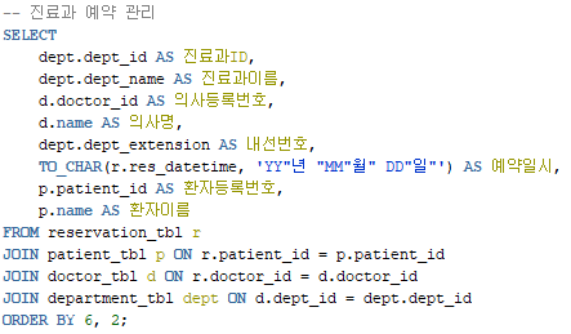 -- 진료과 예약 관리
SELECT
    dept.dept_id AS 진료과ID,
    dept.dept_name AS 진료과이름,
    d.doctor_id AS 의사등록번호,
    d.name AS 의사명,
    dept.dept_extension AS 내선번호,
    TO_CHAR(r.res_datetime, 'YY"년 "MM"월" DD"일"') AS 예약일시,
    p.patient_id AS 환자등록번호,
    p.name AS 환자이름
FROM reservation_tbl r
JOIN patient_tbl p ON r.patient_id = p.patient_id
JOIN doctor_tbl d ON r.doctor_id = d.doctor_id
JOIN department_tbl dept ON d.dept_id = dept.dept_id
ORDER BY 6, 2;